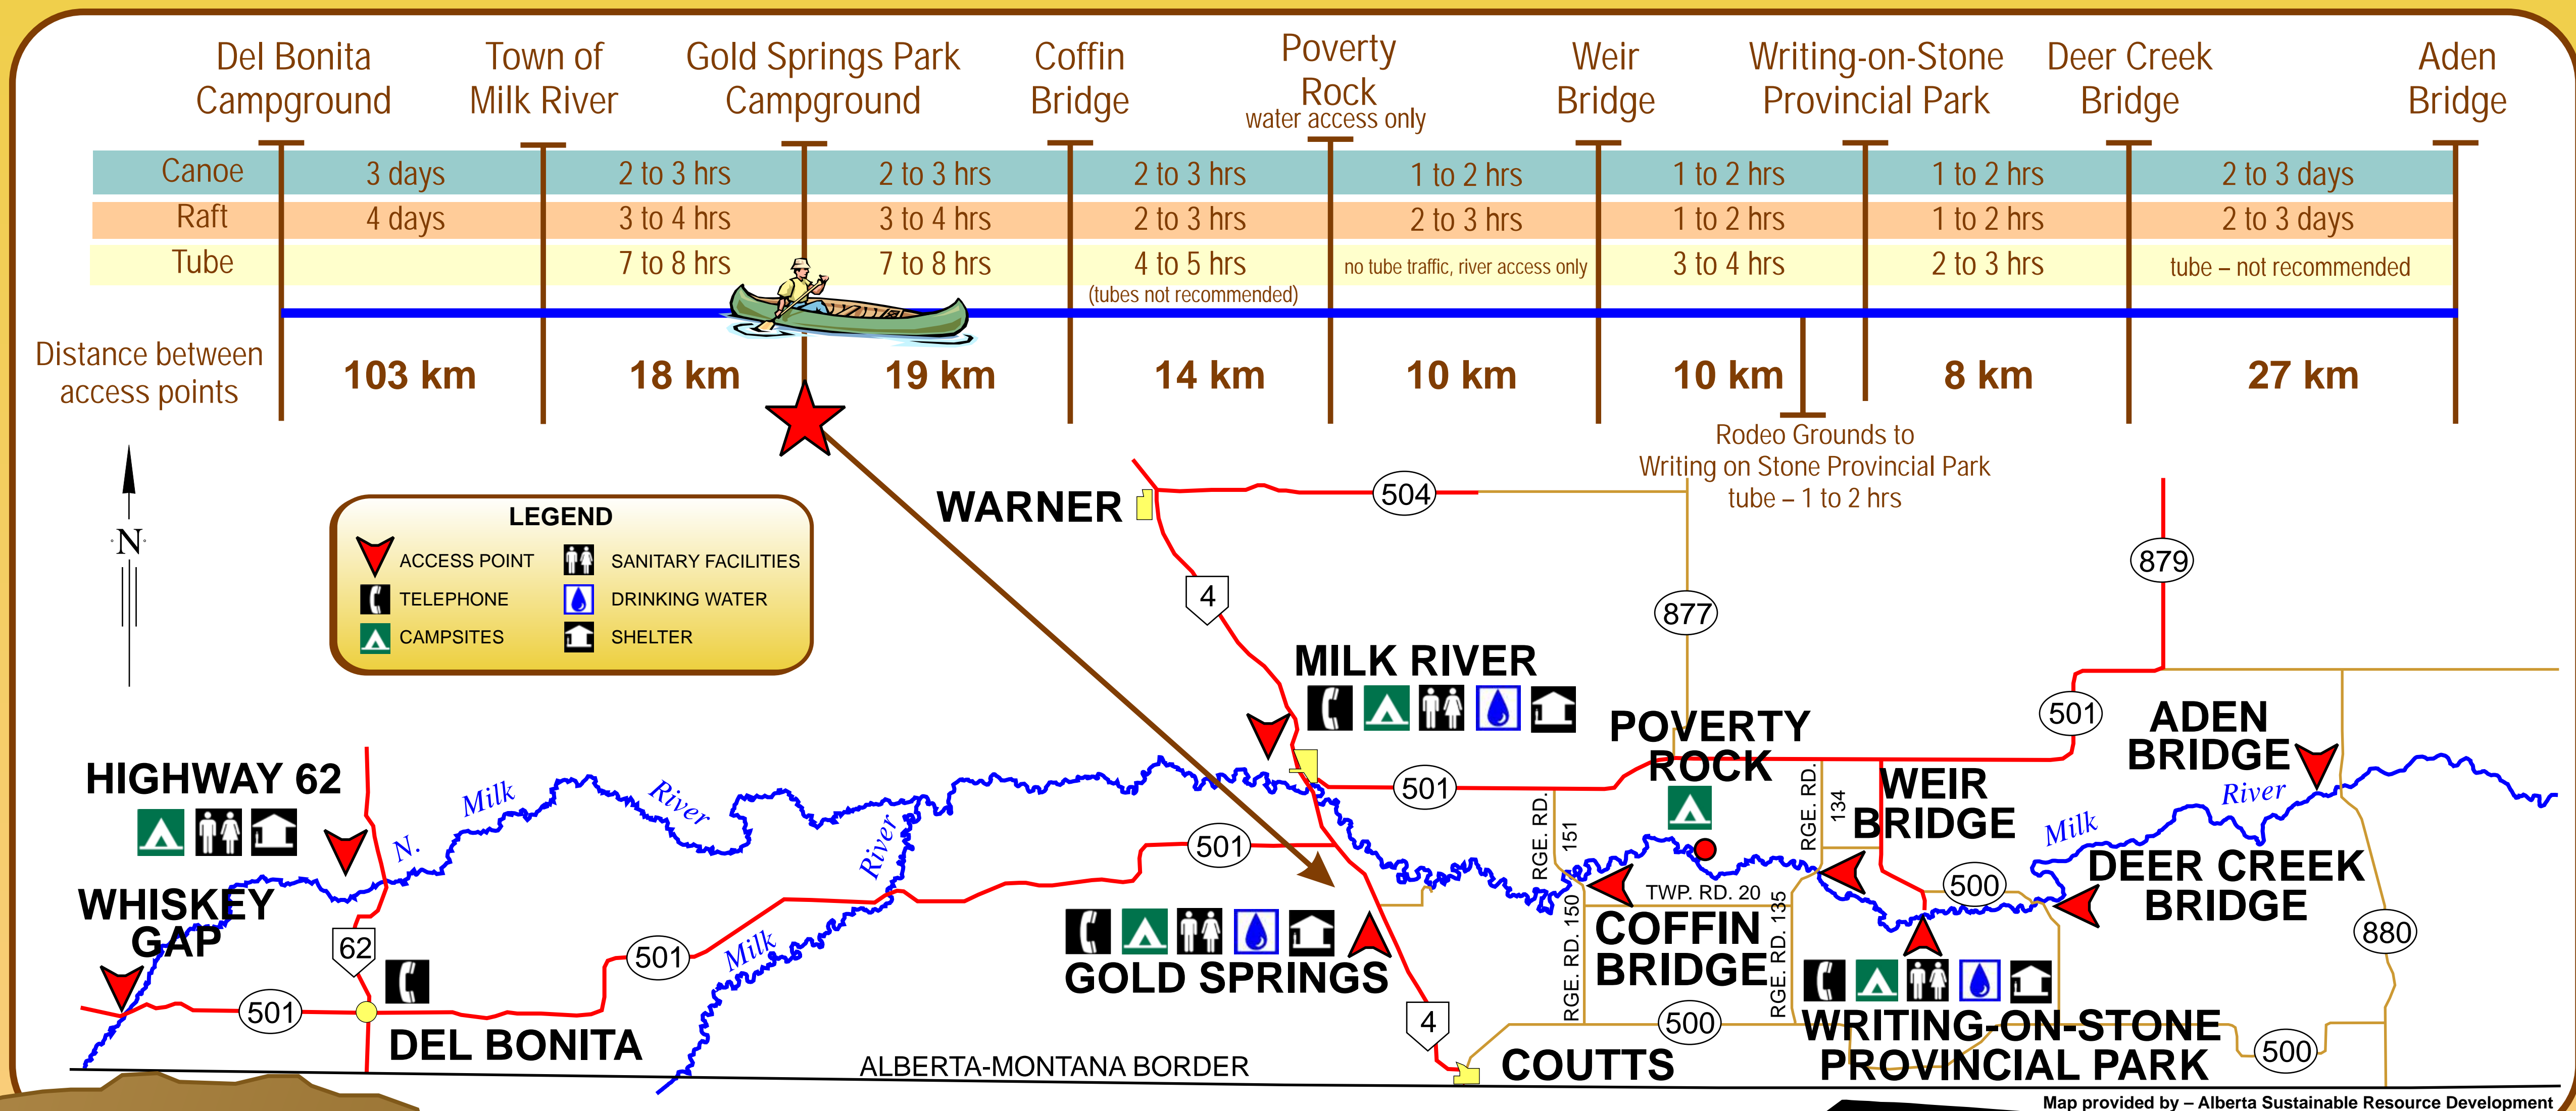 Del Bonita
Campground
Town of
Milk River
Gold Springs Park
Campground
Coffin
Bridge
Poverty
Rock
water access only
Weir
Bridge
Writing-on-Stone
Provincial Park
Deer Creek
Bridge
Aden
Bridge
Canoe 3 days 2 to 3 hrs 2 to 3 hrs 2 to 3 hrs 1 to 2 hrs 1 to 2 hrs 1 to 2 hrs 2 to 3 days
Raft 4 days 3 to 4 hrs 3 to 4 hrs 2 to 3 hrs 2 to 3 hrs 1 to 2 hrs 1 to 2 hrs 2 to 3 days
Tube 7 to 8 hrs 7 to 8 hrs 4 to 5 hrs no tube traffic, river access only 3 to 4 hrs 2 to 3 hrs tube – not recommended
(tubes not recommended)
Distance between
access points
103 km 18 km 19 km 14 km 10 km 10 km 8 km 27 km
Rodeo Grounds to
Writing on Stone Provincial Park
tube – 1 to 2 hrs
N
LEGEND
ACCESS POINT
SANITARY FACILITIES
TELEPHONE
DRINKING WATER
CAMPSITES
SHELTER
WARNER
504
4
877
879
MILK RIVER
501
POVERTY
ROCK
501
ADEN
BRIDGE
HIGHWAY 62
N.
Milk
River
River
501
RGE. RD.
151
RGE. RD.
134
WEIR
BRIDGE
Milk
River
WHISKEY
GAP
62
501
Milk
TWP. RD. 20
500
DEER CREEK
BRIDGE
GOLD SPRINGS
RGE. RD. 150
COFFIN
BRIDGE
RGE. RD. 135
880
501
DEL BONITA
4
500
WRITING-ON-STONE
PROVINCIAL PARK
500
ALBERTA-MONTANA BORDER
COUTTS
Map provided by – Alberta Sustainable Resource Development